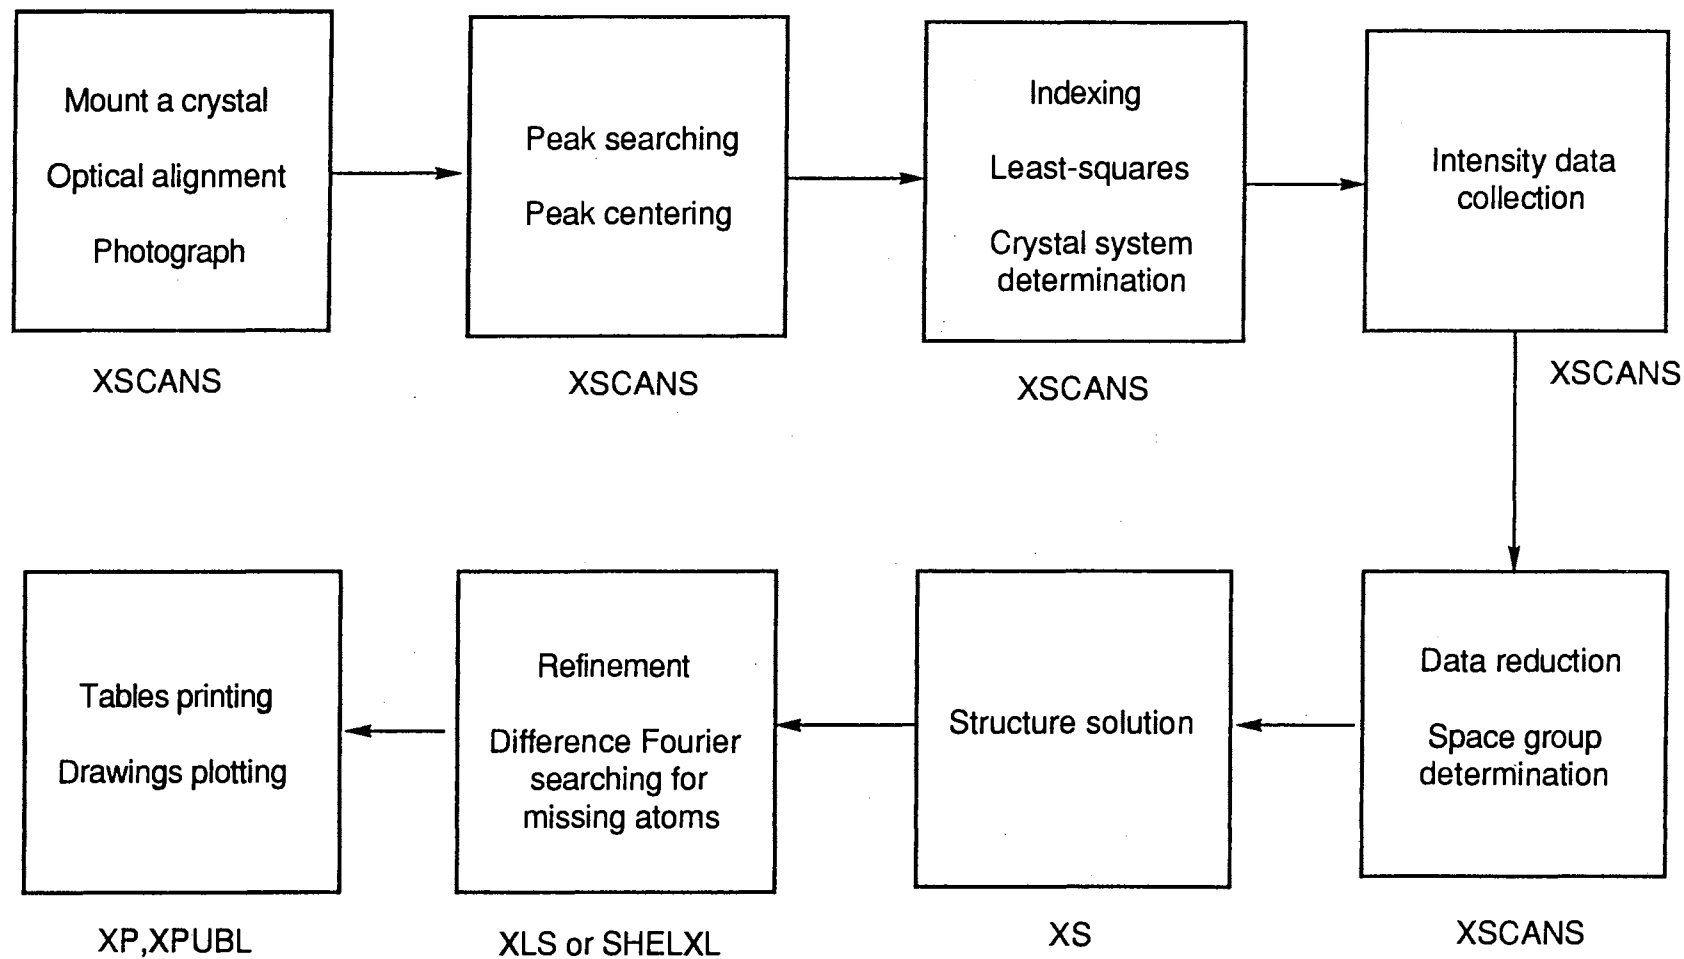 Mount a crystal
Optical alignment
Photograph
XSCANS
Peak searching
Peak centering
XSCANS
Indexing
Least-squares
Crystal system
determination
XSCANS
Intensity data
collection
XSCANS
Data reduction
Space group
determination
XSCANS
Structure solution
XS
Refinement
Difference Fourier
searching for
missing atoms
XLS or SHELXL
Tables printing
Drawings plotting
XP,XPUBL